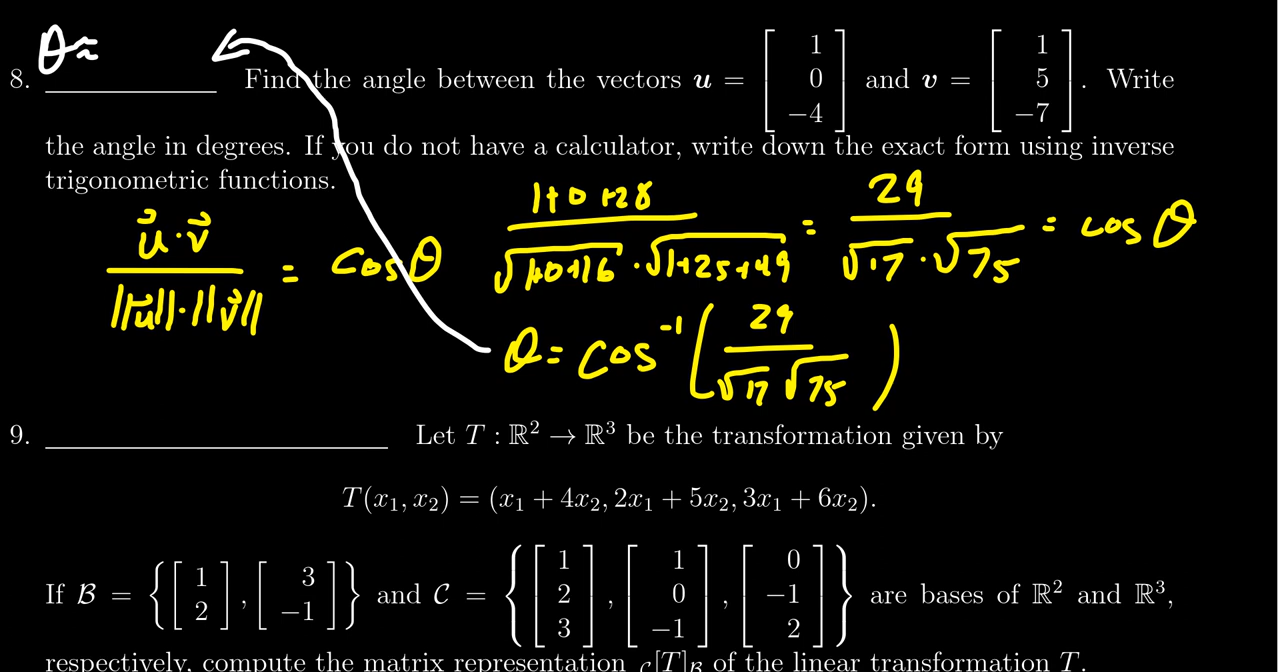 θ≈
8. ____________ Find the angle between the vectors u = [1 0 −4] and v = [1 5 −7]. Write
the angle in degrees. If you do not have a calculator, write down the exact form using inverse
trigonometric functions.
u⃗·v⃗ / ||u⃗||·||v⃗|| = cos θ   1+0+28 / √1+0+16 · √1+25+49 = 29 / √17 · √75 = cos θ
θ = cos⁻¹( 29 / √17 √75 )
9. ____________ Let T : ℝ² → ℝ³ be the transformation given by
T(x₁, x₂) = (x₁ + 4x₂, 2x₁ + 5x₂, 3x₁ + 6x₂).
If ℬ = {[1 2], [3 −1]} and 𝒞 = {[1 2 3], [1 0 −1], [0 −1 2]} are bases of ℝ² and ℝ³,
respectively, compute the matrix representation 𝒞[T]ℬ of the linear transformation T.